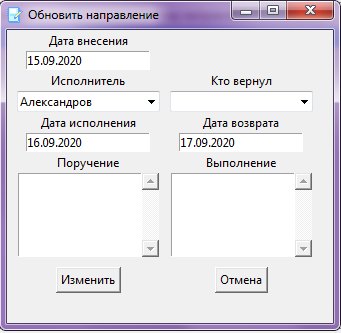 Обновить направление
Дата внесения
15.09.2020
Исполнитель Кто вернул
Александров
Дата исполнения Дата возврата
16.09.2020 17.09.2020
Поручение Выполнение
Изменить Отмена